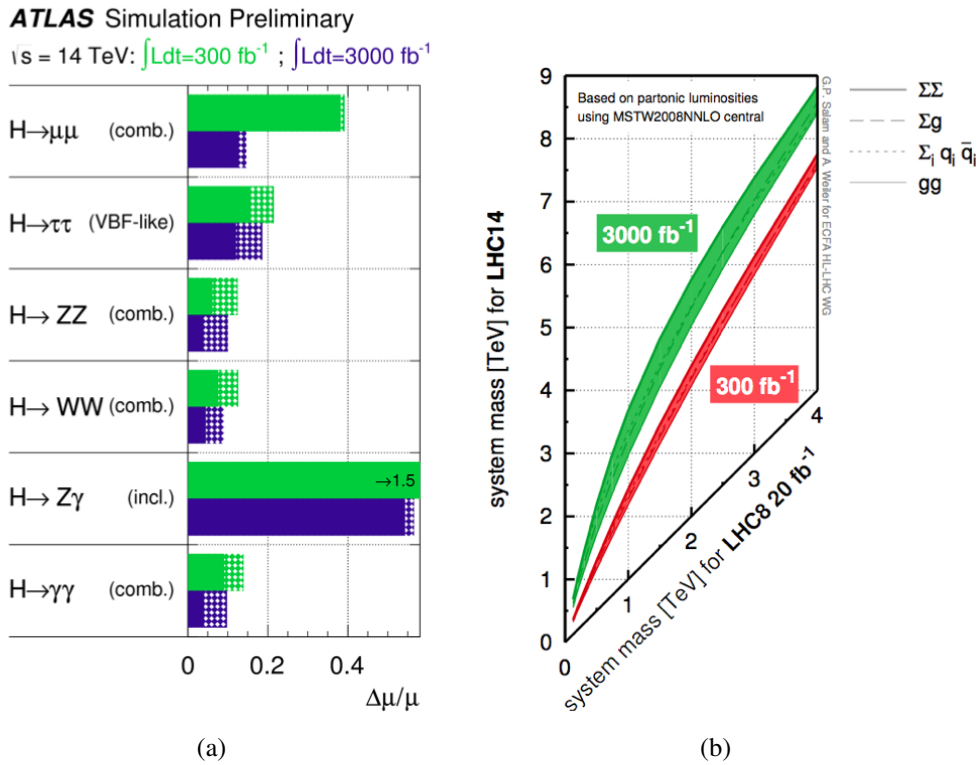 ATLAS Simulation Preliminary
√s = 14 TeV: ∫Ldt=300 fb⁻¹ ; ∫Ldt=3000 fb⁻¹
H→μμ (comb.)
H→ττ (VBF-like)
H→ ZZ (comb.)
H→ WW (comb.)
H→ Zγ (incl.)
→1.5
H→γγ (comb.)
0 0.2 0.4
Δμ/μ
(a)
system mass [TeV] for LHC14
9
8
7
6
5
4
3
2
1
0
Based on partonic luminosities
using MSTW2008NNLO central
3000 fb⁻¹
300 fb⁻¹
G.P. Salam and A. Weiler for ECFA HL-LHC WG
0 1 2 3 4
system mass [TeV] for LHC8 20 fb⁻¹
ΣΣ
Σg
Σᵢ qᵢ q̄ᵢ
gg
(b)